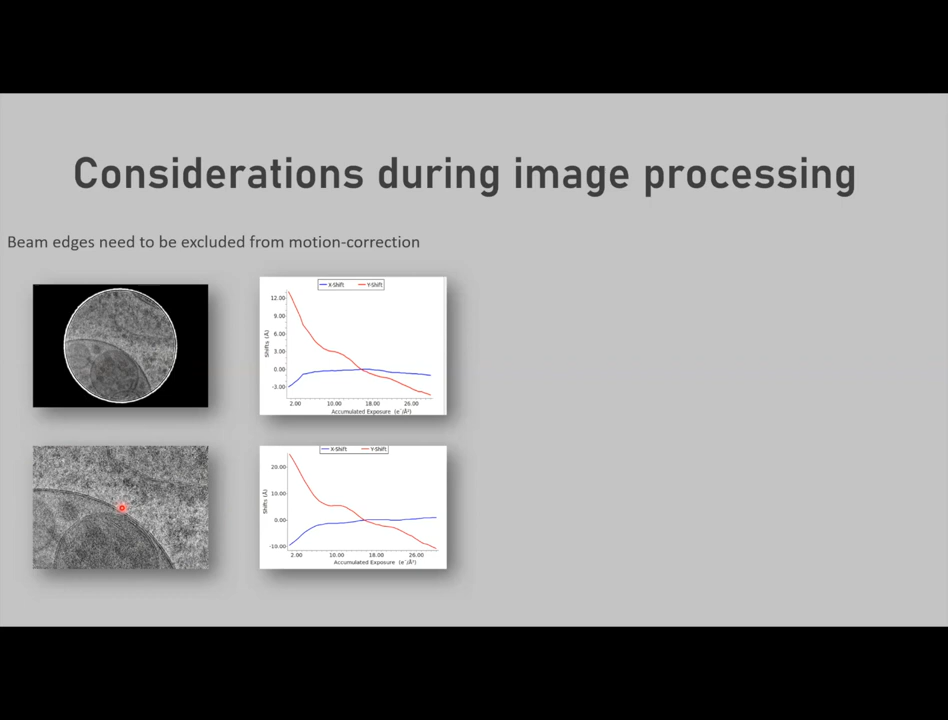 Considerations during image processing
Beam edges need to be excluded from motion-correction
X-Shift Y-Shift
12.00
9.00
6.00
3.00
0.00
-3.00
Shifts (Å)
2.00 10.00 18.00 26.00
Accumulated Exposure (e⁻/Å²)
X-Shift Y-Shift
20.00
10.00
0.00
-10.00
Shifts (Å)
2.00 10.00 18.00 26.00
Accumulated Exposure (e⁻/Å²)